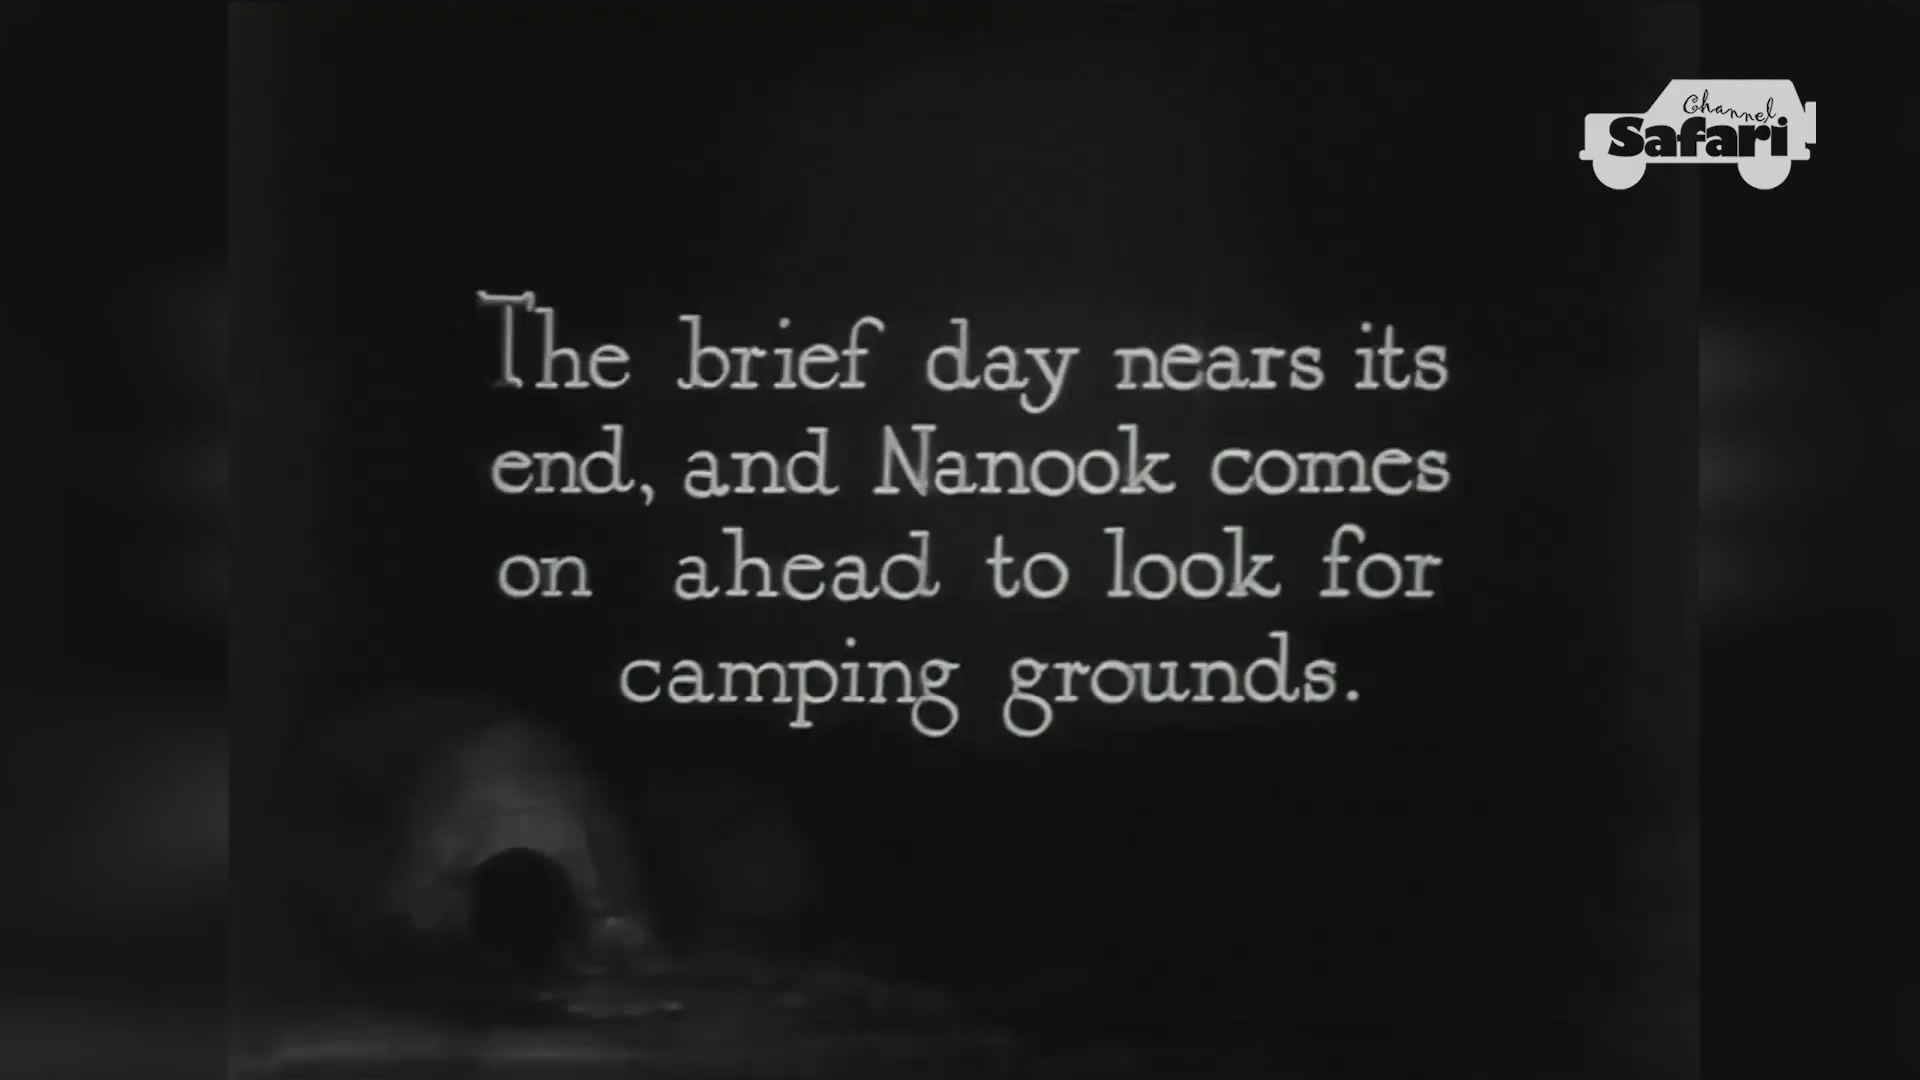 Channel
Safari
The brief day nears its
end, and Nanook comes
on ahead to look for
camping grounds.